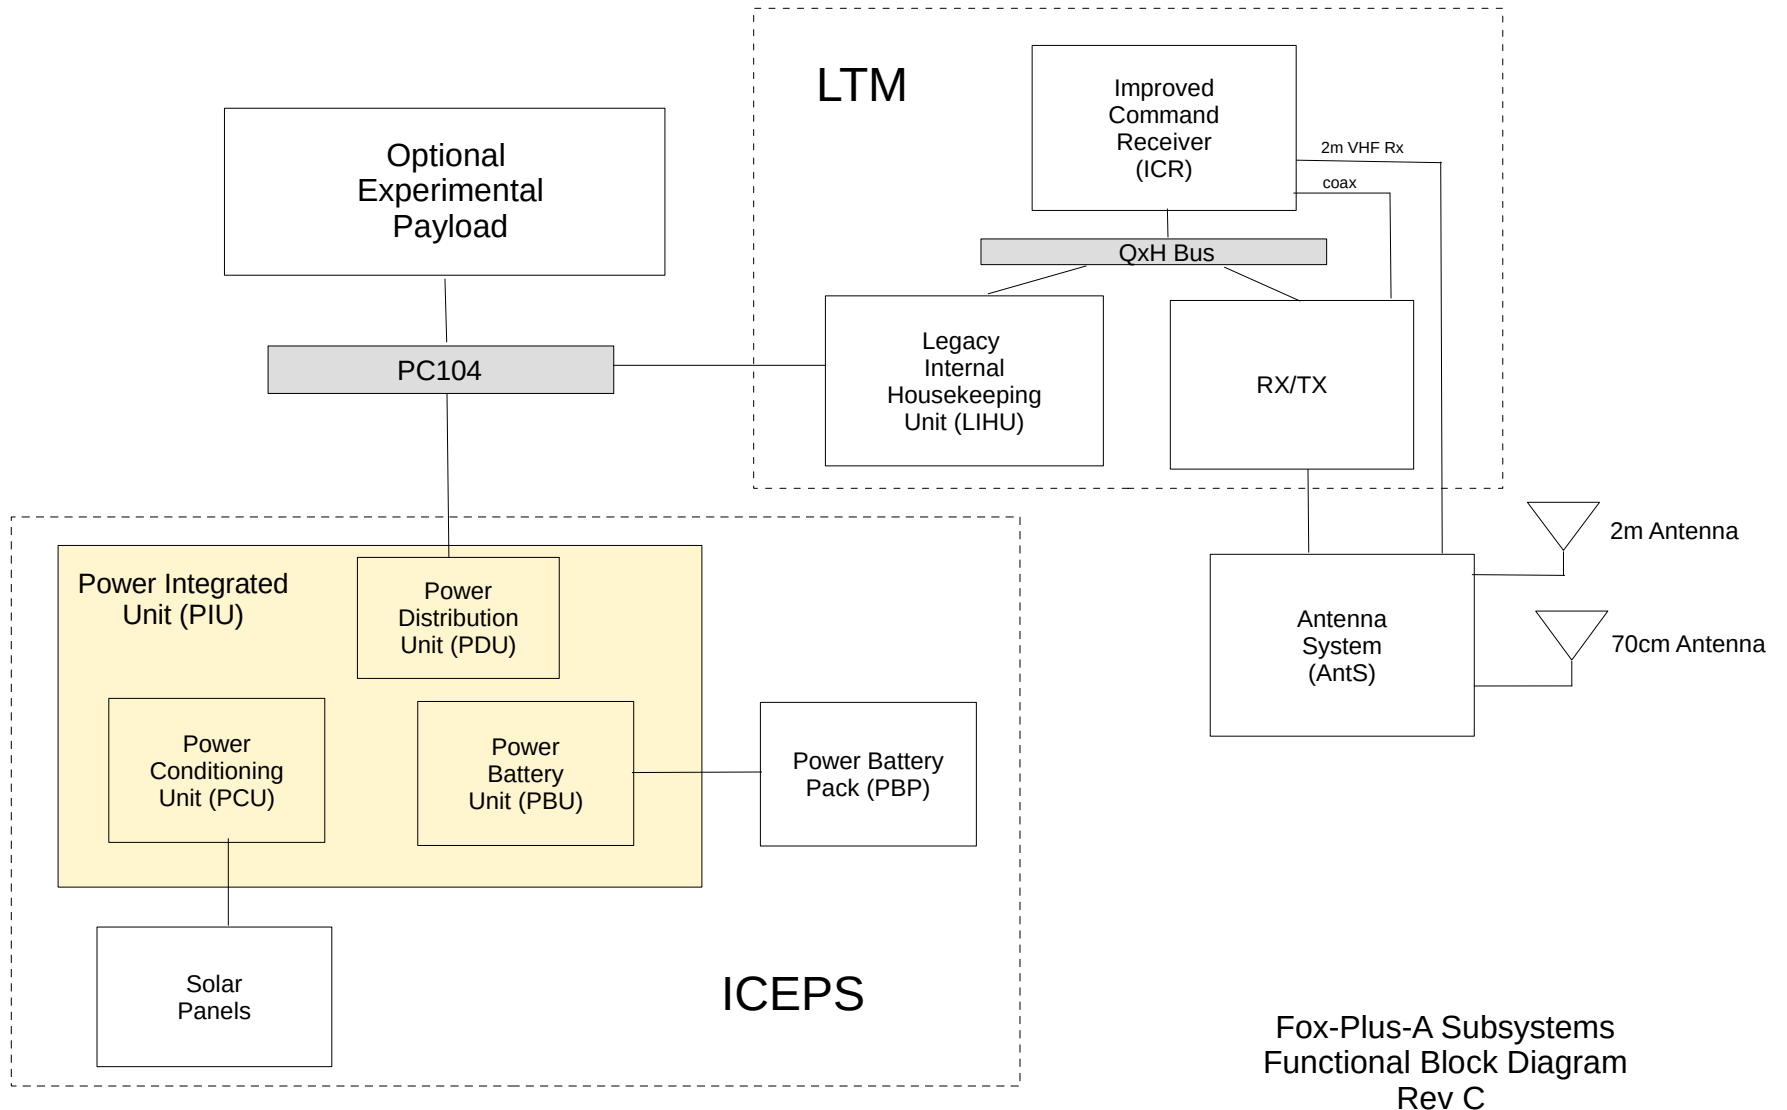 LTM
Improved
Command
Receiver
(ICR)
2m VHF Rx
coax
QxH Bus
Optional
Experimental
Payload
PC104
Legacy
Internal
Housekeeping
Unit (LIHU)
RX/TX
2m Antenna
70cm Antenna
Antenna
System
(AntS)
Power Integrated
Unit (PIU)
Power
Distribution
Unit (PDU)
Power
Conditioning
Unit (PCU)
Power
Battery
Unit (PBU)
Power Battery
Pack (PBP)
Solar
Panels
ICEPS
Fox-Plus-A Subsystems
Functional Block Diagram
Rev C